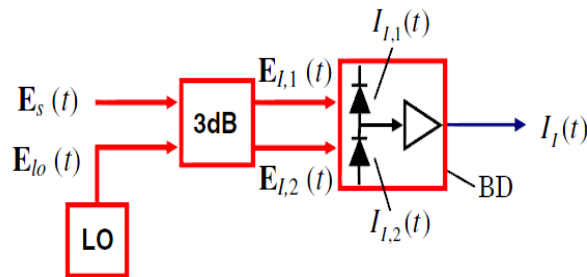 I_{I,1}(t)
E_{I,1}(t)
E_s(t)
3dB
E_{lo}(t)
I_I(t)
E_{I,2}(t)
BD
I_{I,2}(t)
LO